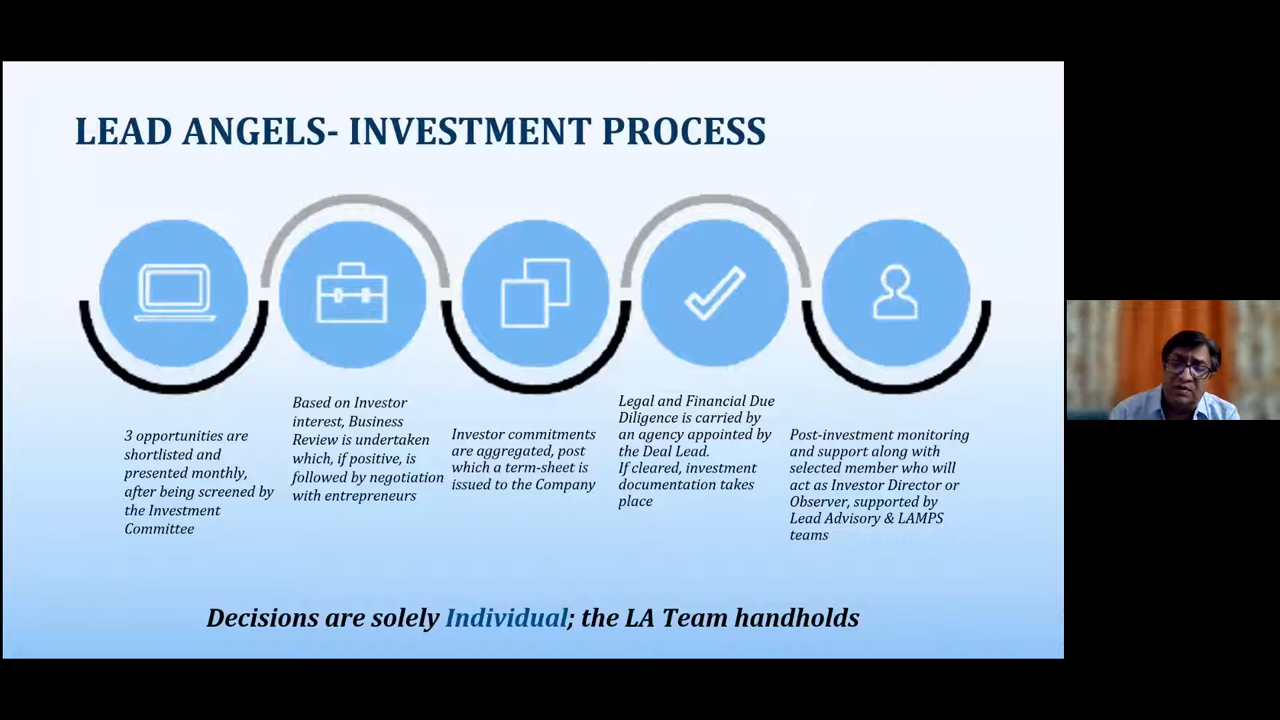 LEAD ANGELS- INVESTMENT PROCESS
3 opportunities are
shortlisted and
presented monthly,
after being screened by
the Investment
Committee
Based on Investor
interest, Business
Review is undertaken
which, if positive, is
followed by negotiation
with entrepreneurs
Investor commitments
are aggregated, post
which a term-sheet is
issued to the Company
Legal and Financial Due
Diligence is carried by
an agency appointed by
the Deal Lead.
If cleared, investment
documentation takes
place
Post-investment monitoring
and support along with
selected member who will
act as Investor Director or
Observer, supported by
Lead Advisory & LAMPS
teams
Decisions are solely Individual; the LA Team handholds